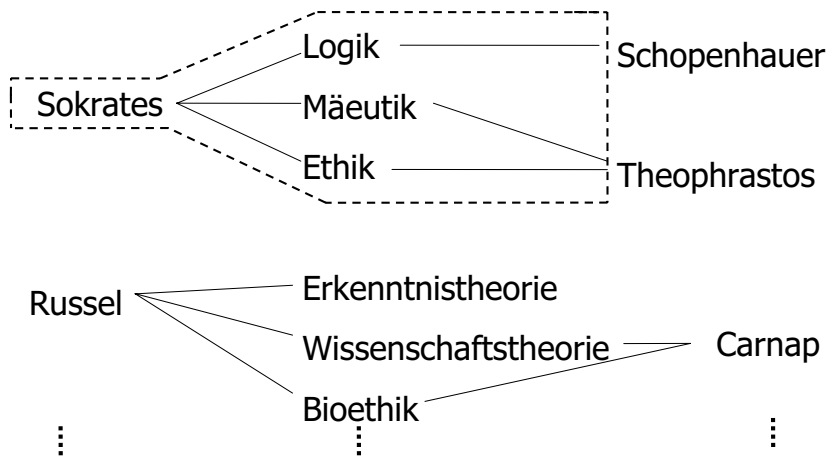 Logik
Schopenhauer
Sokrates
Mäeutik
Ethik
Theophrastos
Erkenntnistheorie
Russel
Wissenschaftstheorie
Carnap
Bioethik